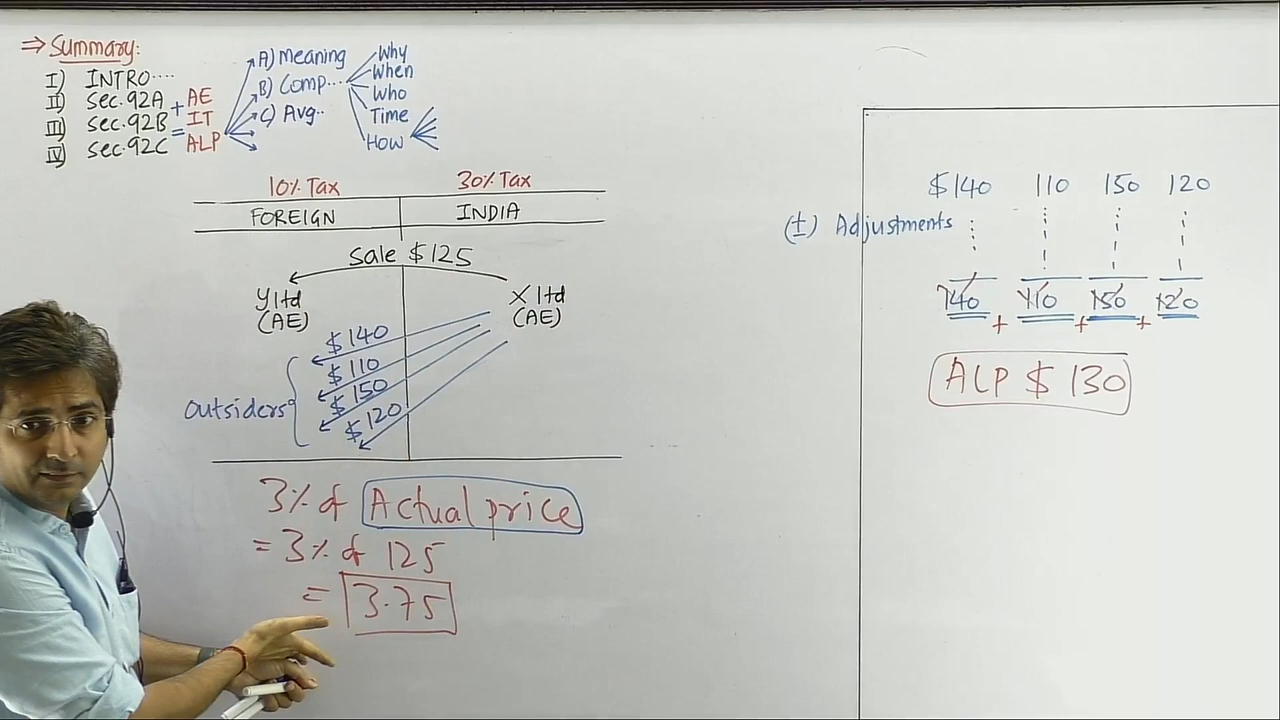 ⇒ Summary:
I) INTRO....
II) Sec.92A + AE
III) Sec.92B = IT
IV) Sec.92C ALP
A) Meaning
B) Comp...
C) Avg..
Why
When
Who
Time
How
10% Tax 30% Tax
FOREIGN INDIA
Sale $125
Y ltd X ltd
(AE) (AE)
$140
$110
$150
$120
Outsiders
3% of Actual price
= 3% of 125
= 3.75
$140 110 150 120
(±) Adjustments
140 + 110 + 150 + 120
ALP $ 130